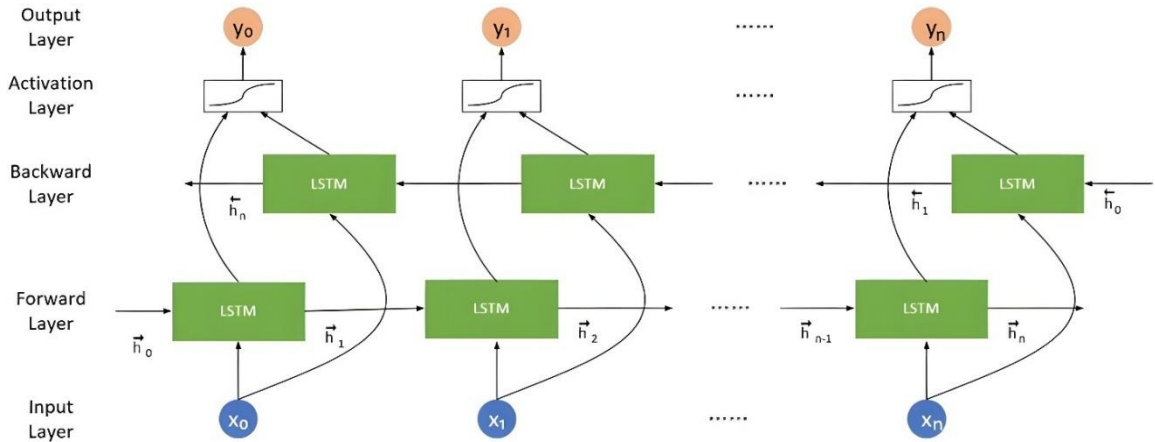 Output
Layer
y₀
y₁
......
yₙ
Activation
Layer
......
Backward
Layer
LSTM
LSTM
......
LSTM
h⃖ₙ
h⃖₁
h⃖₀
Forward
Layer
LSTM
LSTM
......
LSTM
h⃗₀
h⃗₁
h⃗₂
h⃗ₙ₋₁
h⃗ₙ
Input
Layer
x₀
x₁
......
xₙ